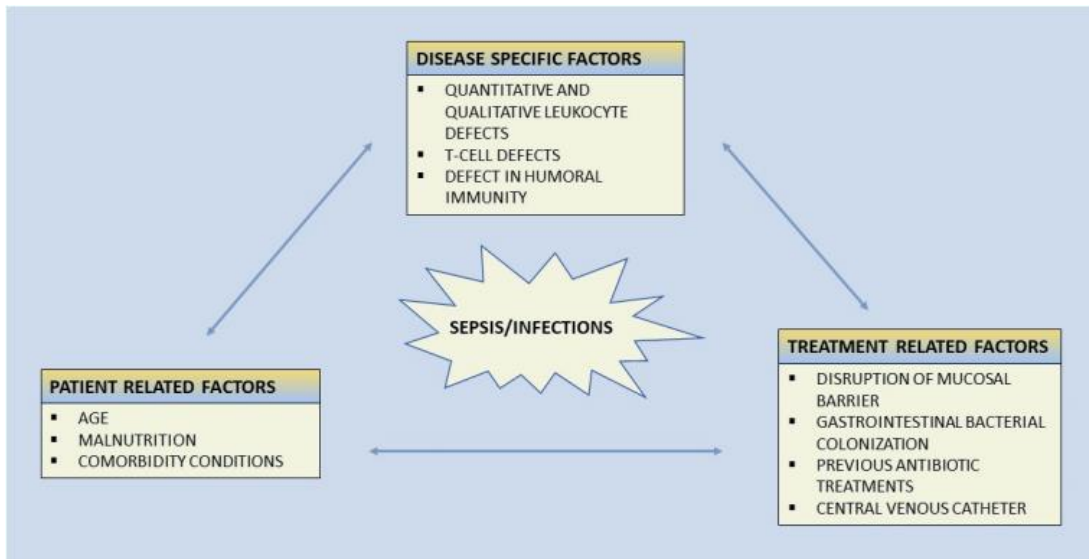 DISEASE SPECIFIC FACTORS
▪ QUANTITATIVE AND
QUALITATIVE LEUKOCYTE
DEFECTS
▪ T-CELL DEFECTS
▪ DEFECT IN HUMORAL
IMMUNITY
SEPSIS/INFECTIONS
PATIENT RELATED FACTORS
▪ AGE
▪ MALNUTRITION
▪ COMORBIDITY CONDITIONS
TREATMENT RELATED FACTORS
▪ DISRUPTION OF MUCOSAL
BARRIER
▪ GASTROINTESTINAL BACTERIAL
COLONIZATION
▪ PREVIOUS ANTIBIOTIC
TREATMENTS
▪ CENTRAL VENOUS CATHETER